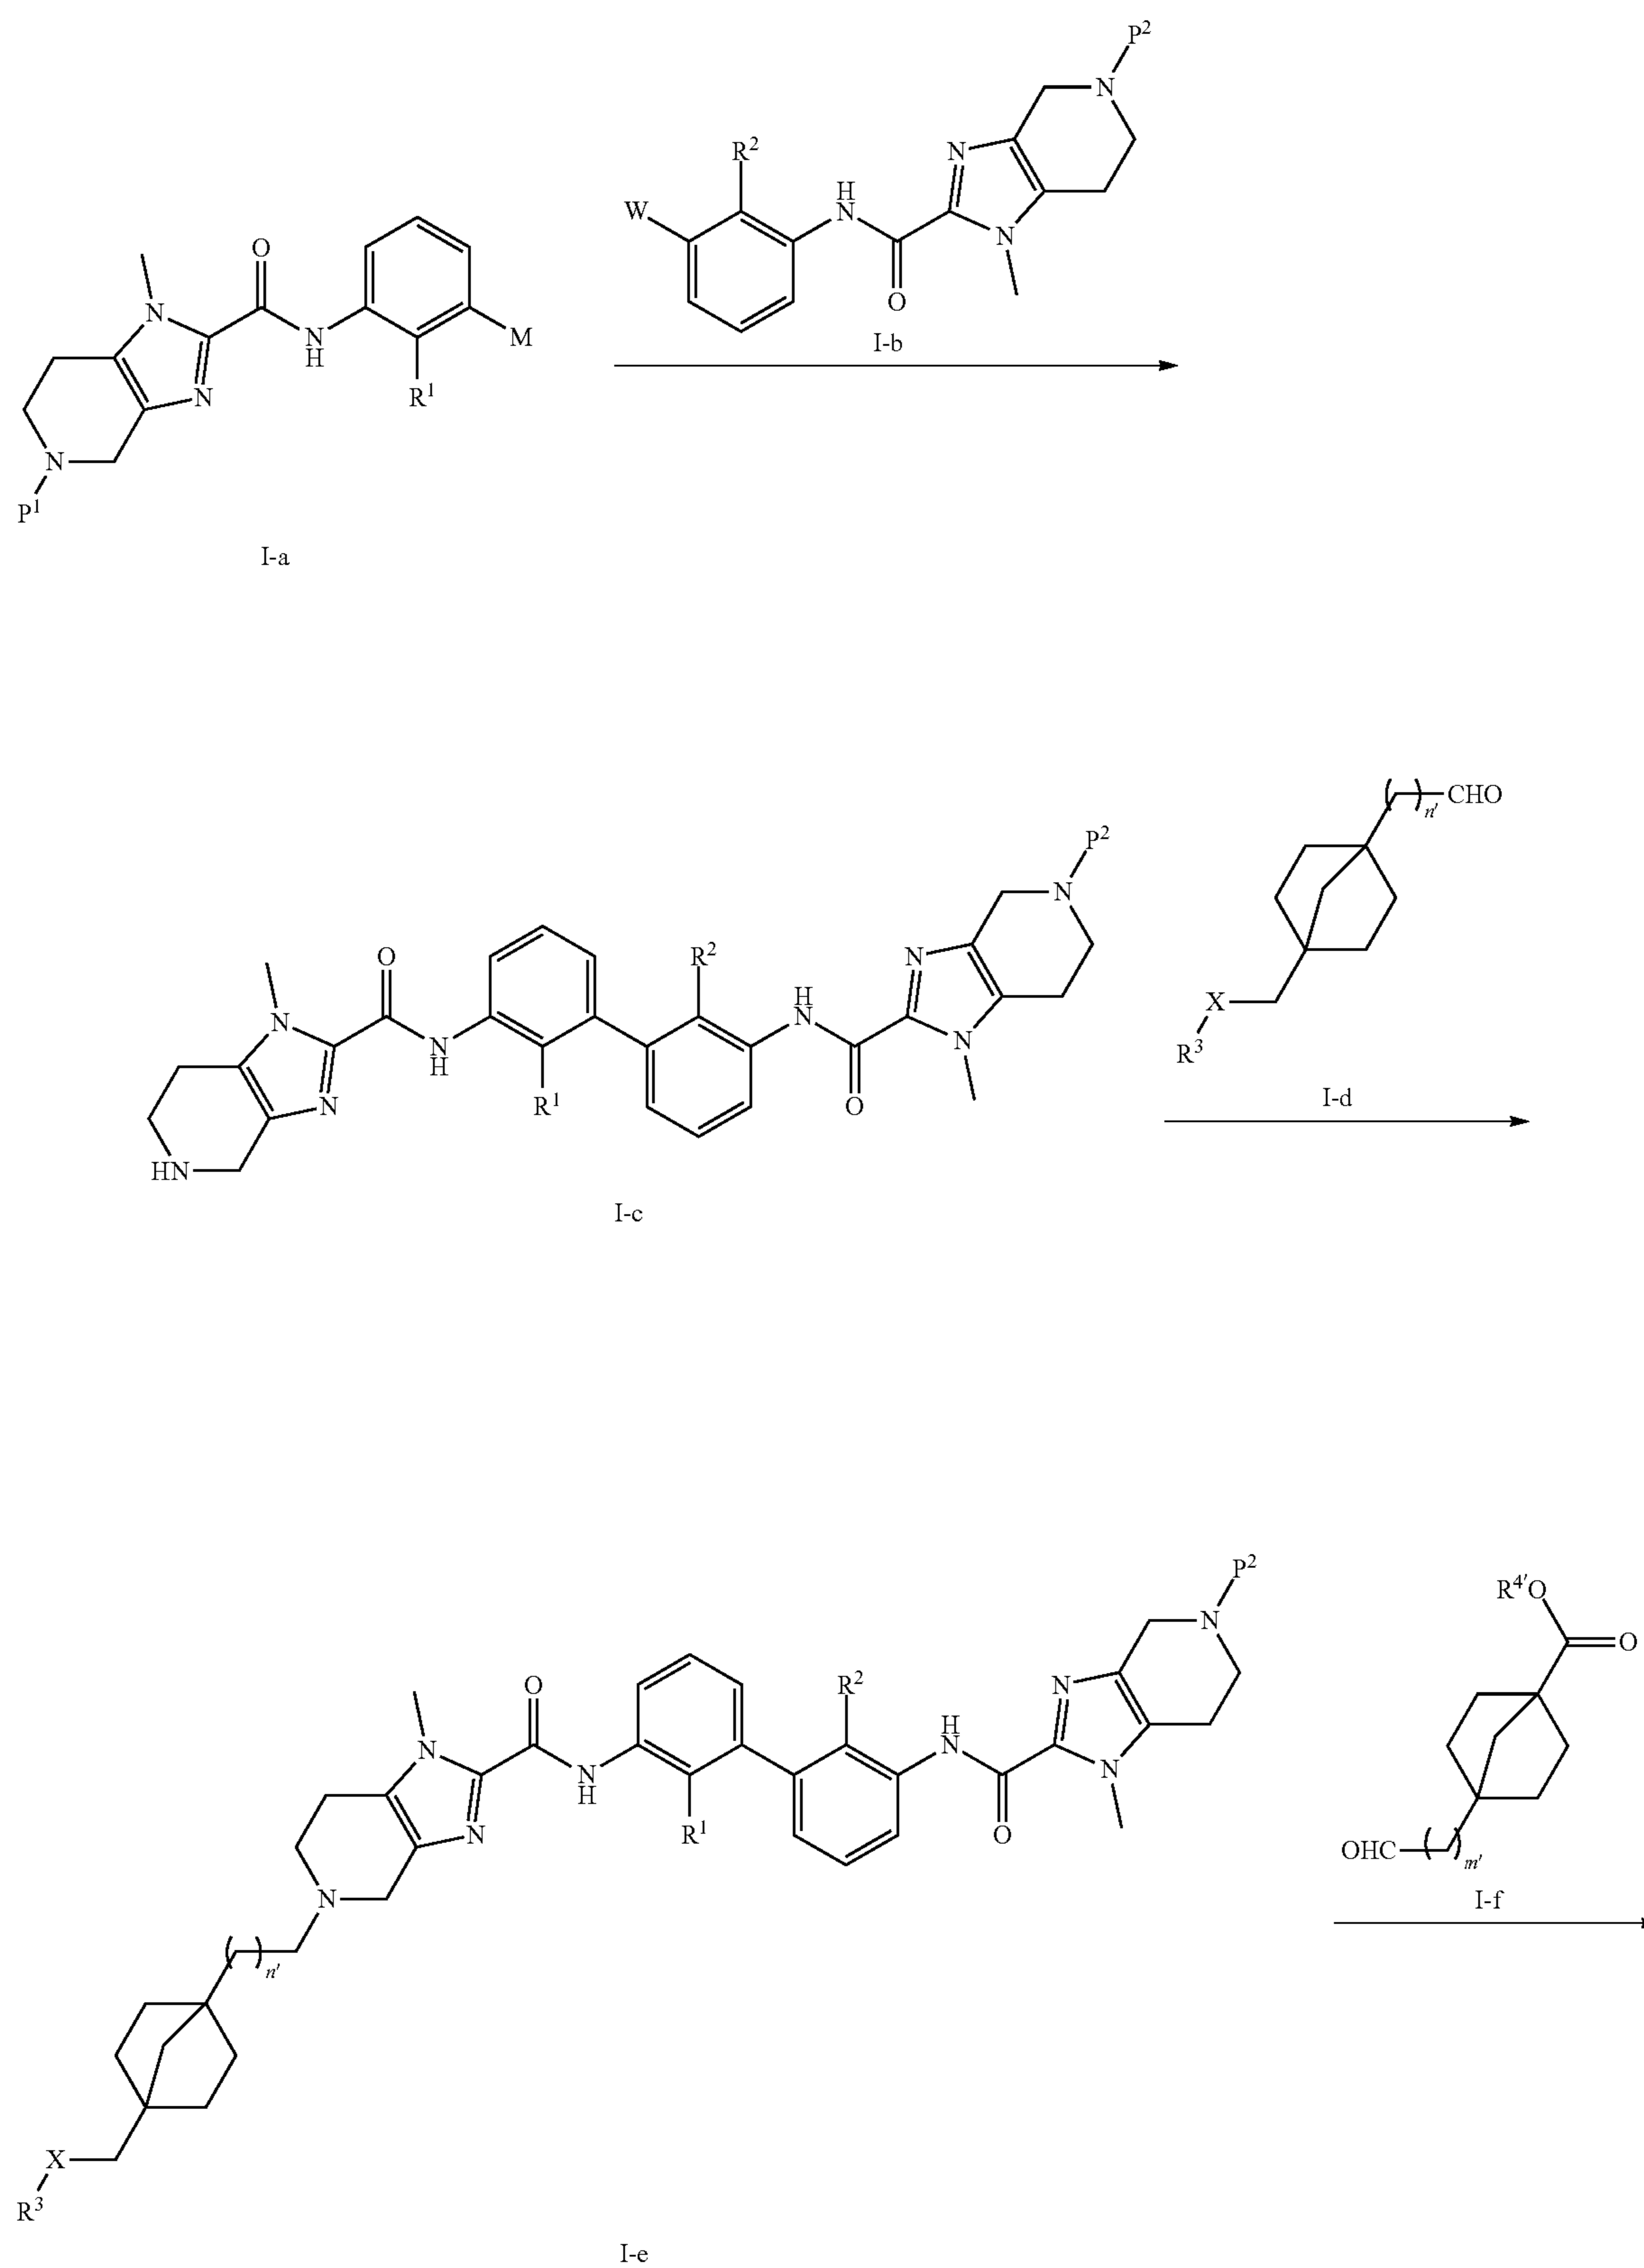 P²
N
R²
N
H
N
W
N
O
I-b
O
N
N
H
M
N
R¹
N
P¹
I-a
( )n' CHO
P²
N
O
R²
N
H
N
N
N
H
N
X
R³
N
R¹
O
I-d
HN
I-c
P²
R⁴'O
N
O
O
R²
N
H
N
N
N
H
N
N
R¹
O
OHC ( )m'
I-f
N
( )n'
X
R³
I-e